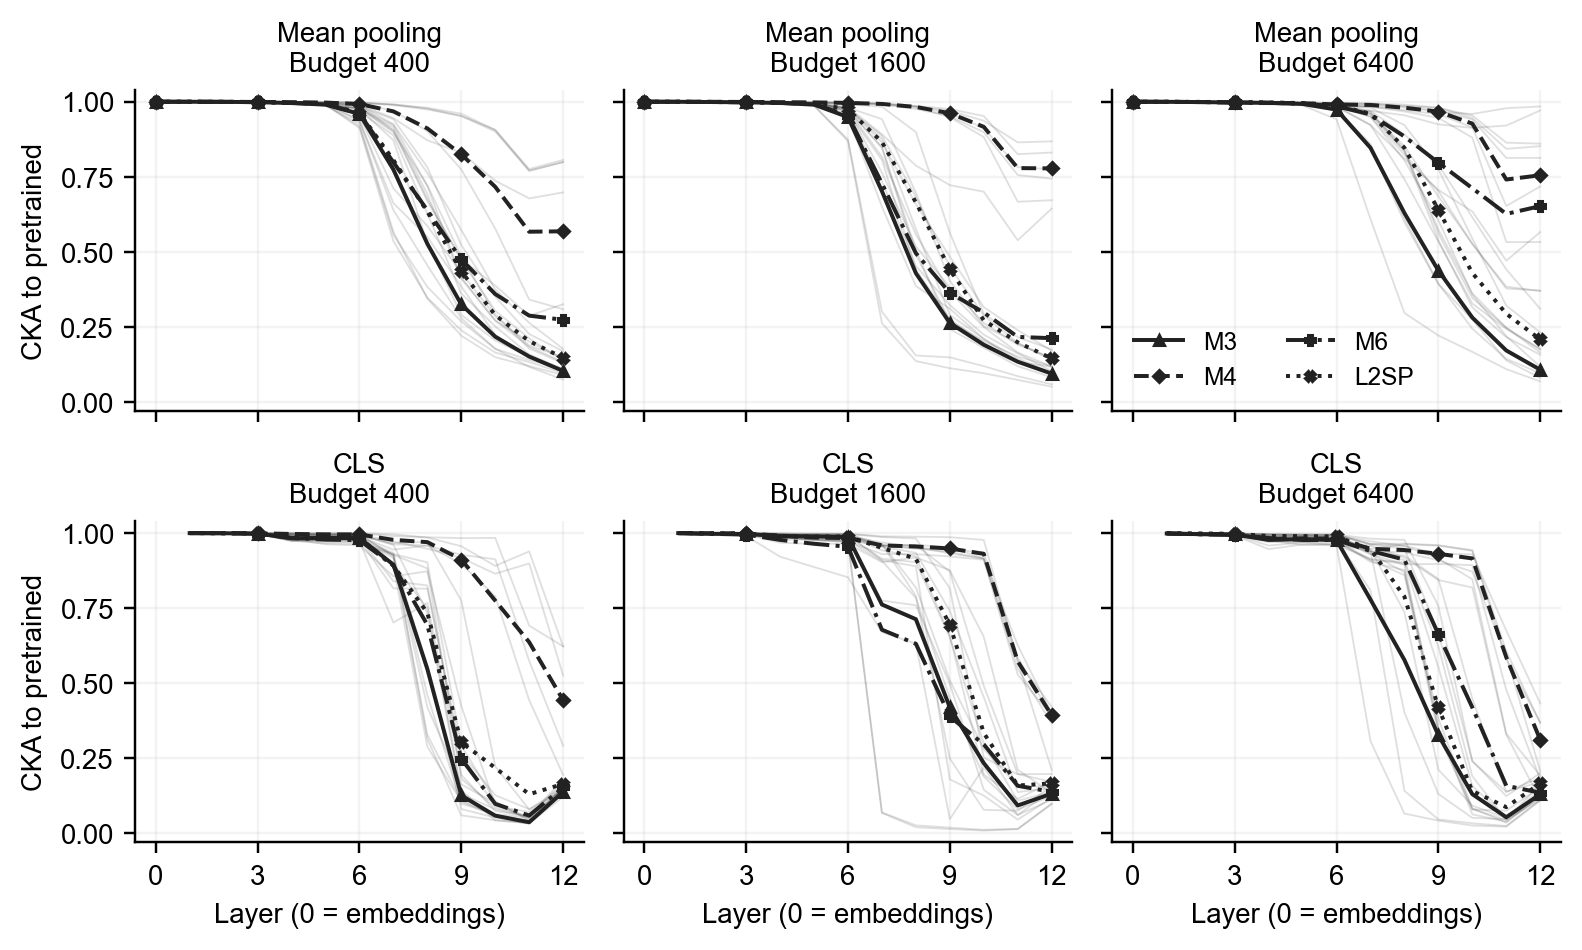 Mean pooling
Budget 400
Mean pooling
Budget 1600
Mean pooling
Budget 6400
CKA to pretrained
1.00
0.75
0.50
0.25
0.00
M3
M6
M4
L2SP
CLS
Budget 400
CLS
Budget 1600
CLS
Budget 6400
CKA to pretrained
1.00
0.75
0.50
0.25
0.00
0 3 6 9 12
0 3 6 9 12
0 3 6 9 12
Layer (0 = embeddings)
Layer (0 = embeddings)
Layer (0 = embeddings)